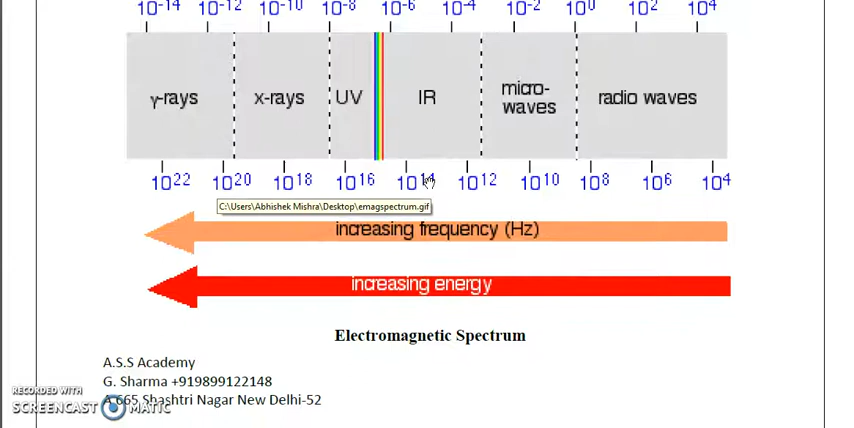 10-14 10-12 10-10 10-8 10-6 10-4 10-2 100 102 104
γ-rays x-rays UV IR micro-waves radio waves
1022 1020 1018 1016 1014 1012 1010 108 106 104
C:\Users\Abhishek Mishra\Desktop\emagspectrum.gif
increasing frequency (Hz)
increasing energy
Electromagnetic Spectrum
A.S.S Academy
G. Sharma +919899122148
A 665 Shashtri Nagar New Delhi-52
RECORDED WITH
SCREENCAST MATIC